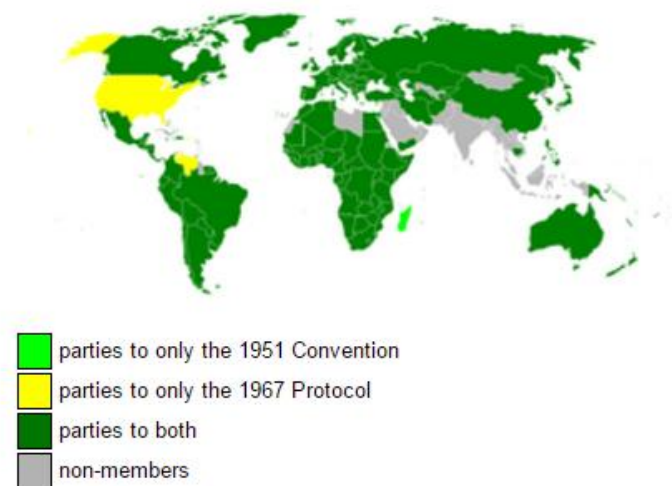 parties to only the 1951 Convention
parties to only the 1967 Protocol
parties to both
non-members